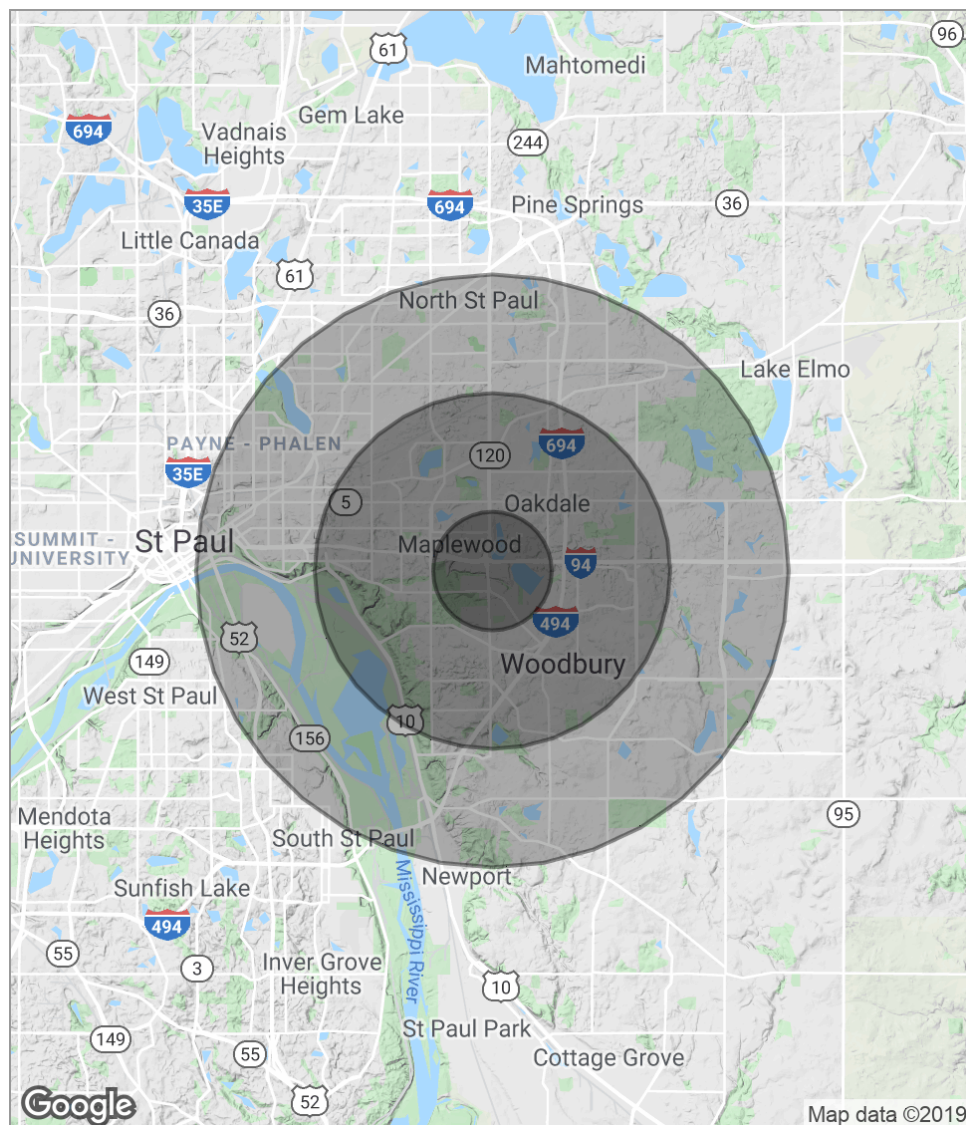 61
96
Mahtomedi
Gem Lake
694
Vadnais
Heights
244
35E
694
Pine Springs
36
Little Canada
61
North St Paul
36
Lake Elmo
PAYNE - PHALEN
694
120
35E
5
Oakdale
SUMMIT -
UNIVERSITY
St Paul
Maplewood
94
494
52
149
Woodbury
West St Paul
10
156
Mendota
Heights
95
South St Paul
Newport
Mississippi River
Sunfish Lake
494
55
3
Inver Grove
Heights
10
St Paul Park
149
55
Cottage Grove
52
Google
Map data ©2019